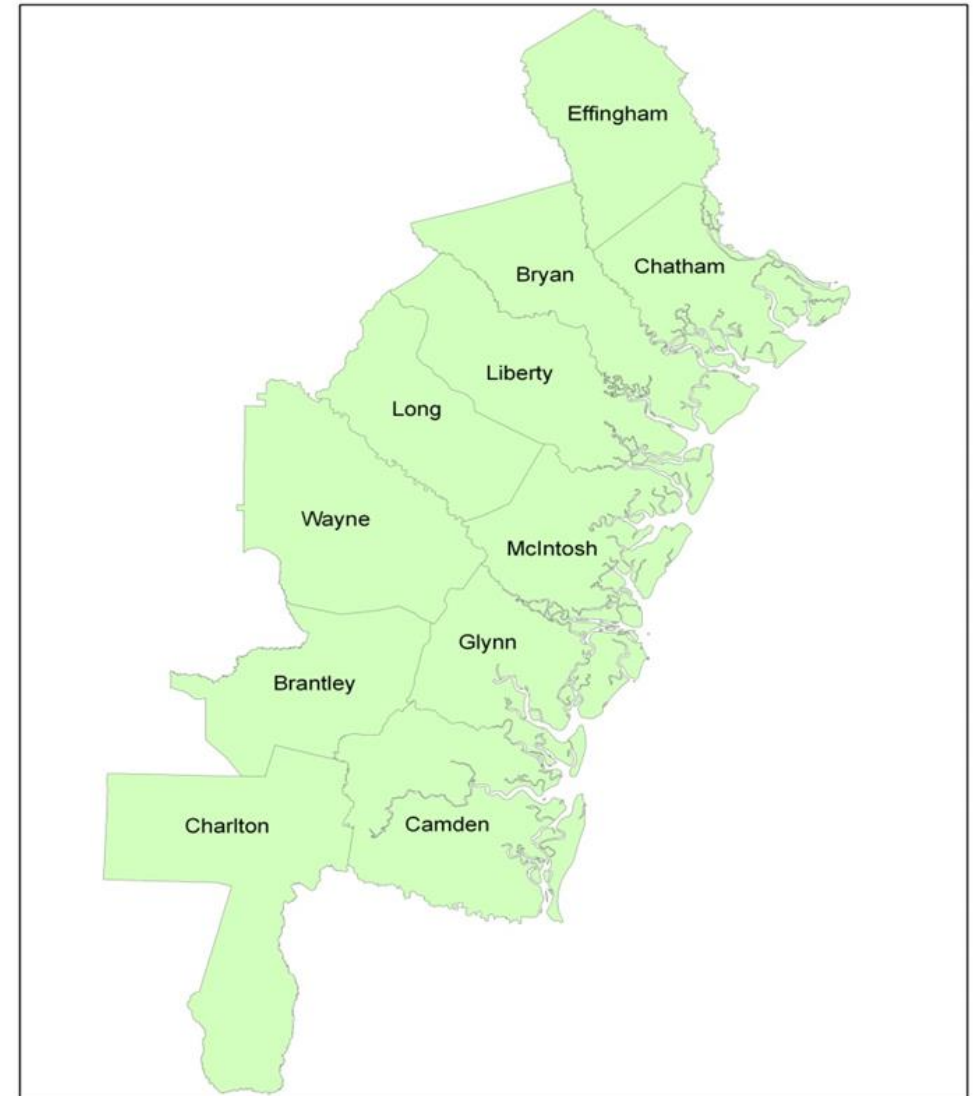 Effingham
Chatham
Bryan
Liberty
Long
Wayne
McIntosh
Glynn
Brantley
Camden
Charlton